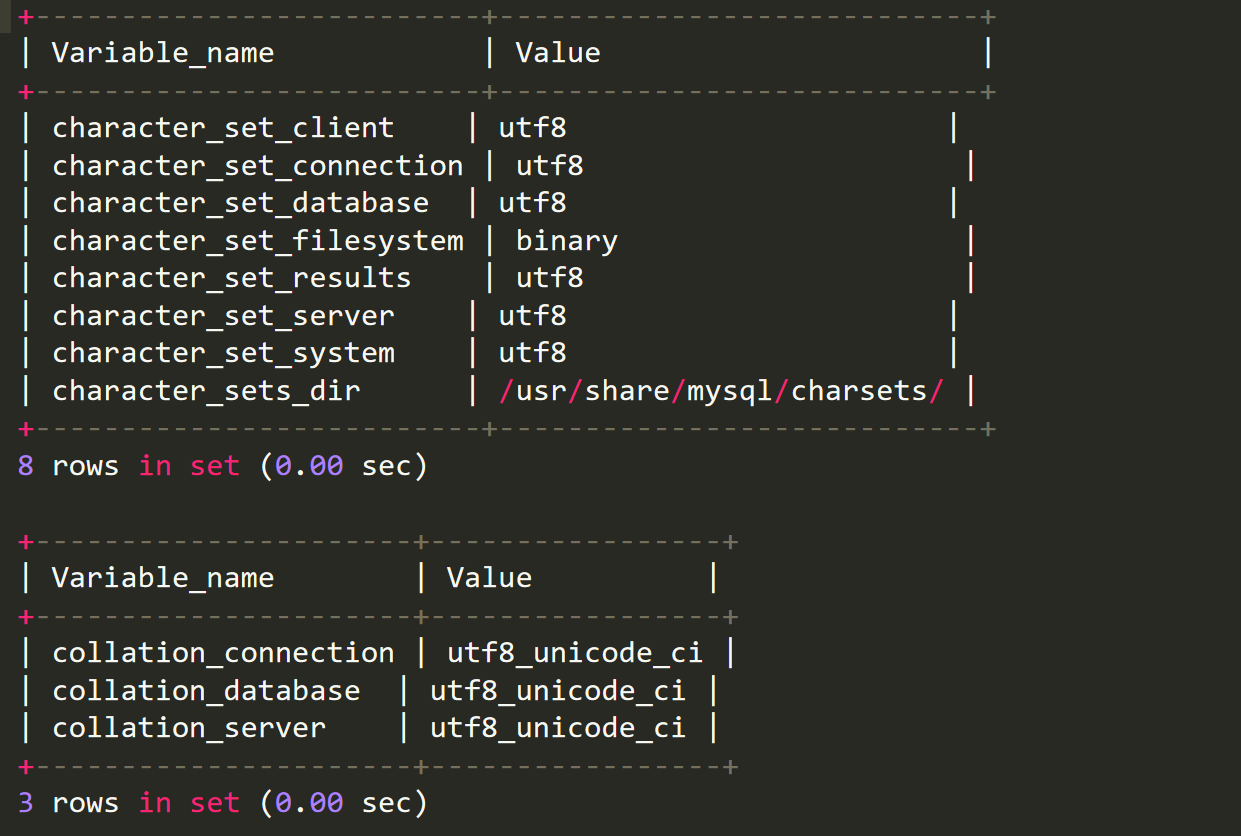 +--------------------------+----------------------------+
| Variable_name            | Value                      |
+--------------------------+----------------------------+
| character_set_client    | utf8                      |
| character_set_connection | utf8                      |
| character_set_database  | utf8                      |
| character_set_filesystem | binary                    |
| character_set_results    | utf8                      |
| character_set_server    | utf8                      |
| character_set_system    | utf8                      |
| character_sets_dir      | /usr/share/mysql/charsets/ |
+--------------------------+----------------------------+
8 rows in set (0.00 sec)

+----------------------+-----------------+
| Variable_name        | Value          |
+----------------------+-----------------+
| collation_connection | utf8_unicode_ci |
| collation_database  | utf8_unicode_ci |
| collation_server    | utf8_unicode_ci |
+----------------------+-----------------+
3 rows in set (0.00 sec)